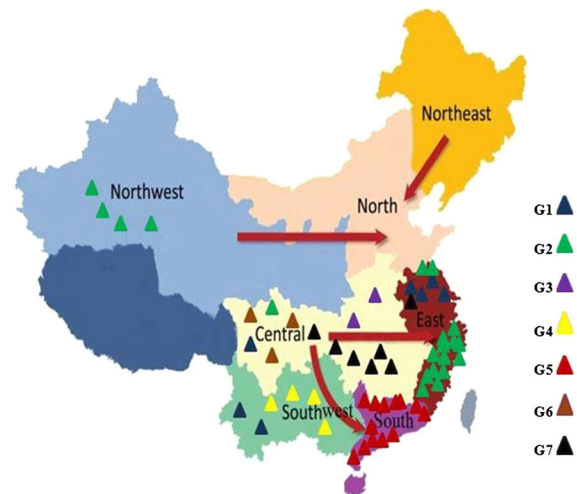 Northeast
Northwest
North
Central
East
Southwest
South
G1
G2
G3
G4
G5
G6
G7